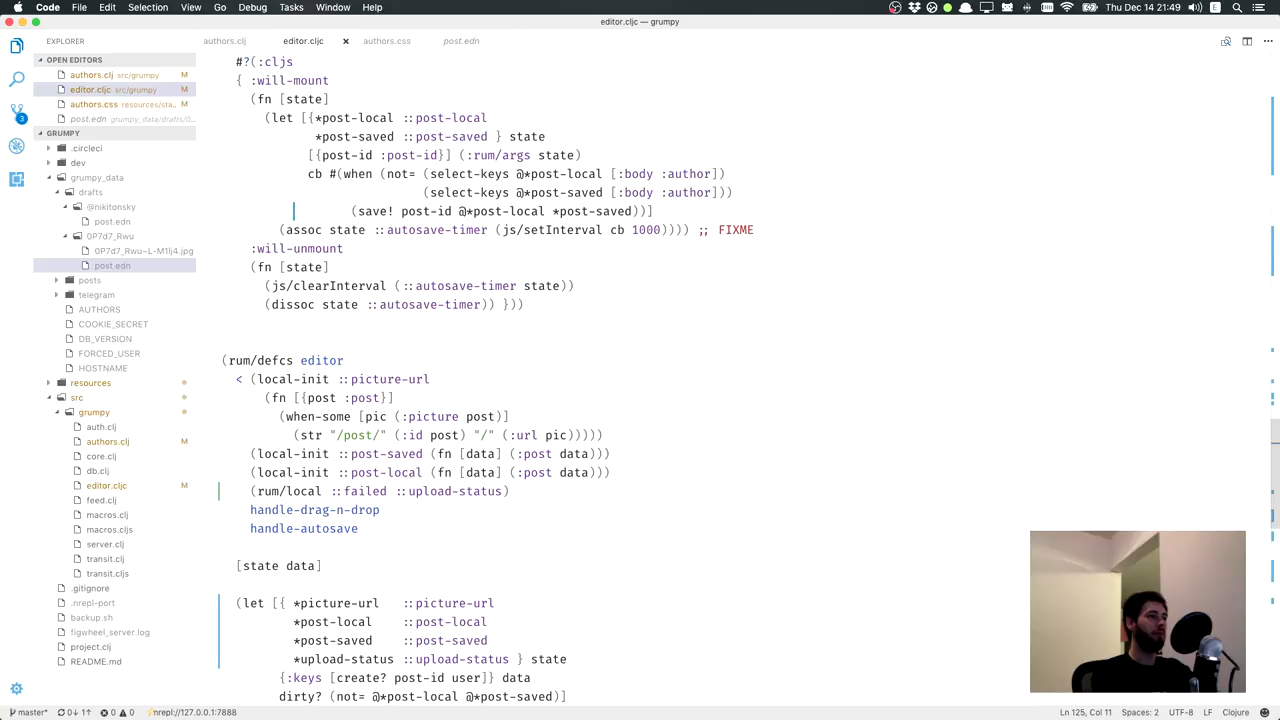 Code File Edit Selection View Go Debug Tasks Window Help 100% Thu Dec 14 21:49 E
editor.cljc — grumpy
EXPLORER
authors.clj editor.cljc × authors.css post.edn
OPEN EDITORS
authors.clj src/grumpy M
editor.cljc src/grumpy M
authors.css resources/sta... M
post.edn grumpy_data/drafts/0...
3
GRUMPY
.circleci
dev
grumpy_data
drafts
@nikitonsky
post.edn
0P7d7_Rwu
0P7d7_Rwu~L-M1lj4.jpg
post.edn
posts
telegram
AUTHORS
COOKIE_SECRET
DB_VERSION
FORCED_USER
HOSTNAME
resources
src
grumpy
auth.clj
authors.clj M
core.clj
db.clj
editor.cljc M
feed.clj
macros.clj
macros.cljs
server.clj
transit.clj
transit.cljs
.gitignore
.nrepl-port
backup.sh
figwheel_server.log
project.clj
README.md
#?(:cljs
{ :will-mount
(fn [state]
(let [{*post-local ::post-local
*post-saved ::post-saved } state
[{post-id :post-id}] (:rum/args state)
cb #(when (not= (select-keys @*post-local [:body :author])
(select-keys @*post-saved [:body :author]))
(save! post-id @*post-local *post-saved))]
(assoc state ::autosave-timer (js/setInterval cb 1000)))) ;; FIXME
:will-unmount
(fn [state]
(js/clearInterval (::autosave-timer state))
(dissoc state ::autosave-timer)) }))
(rum/defcs editor
< (local-init ::picture-url
(fn [{post :post}]
(when-some [pic (:picture post)]
(str "/post/" (:id post) "/" (:url pic)))))
(local-init ::post-saved (fn [data] (:post data)))
(local-init ::post-local (fn [data] (:post data)))
(rum/local ::failed ::upload-status)
handle-drag-n-drop
handle-autosave
[state data]
(let [{ *picture-url ::picture-url
*post-local ::post-local
*post-saved ::post-saved
*upload-status ::upload-status } state
{:keys [create? post-id user]} data
dirty? (not= @*post-local @*post-saved)]
master* 0↓ 1↑ 0 0 nrepl://127.0.0.1:7888 Ln 125, Col 11 Spaces: 2 UTF-8 LF Clojure